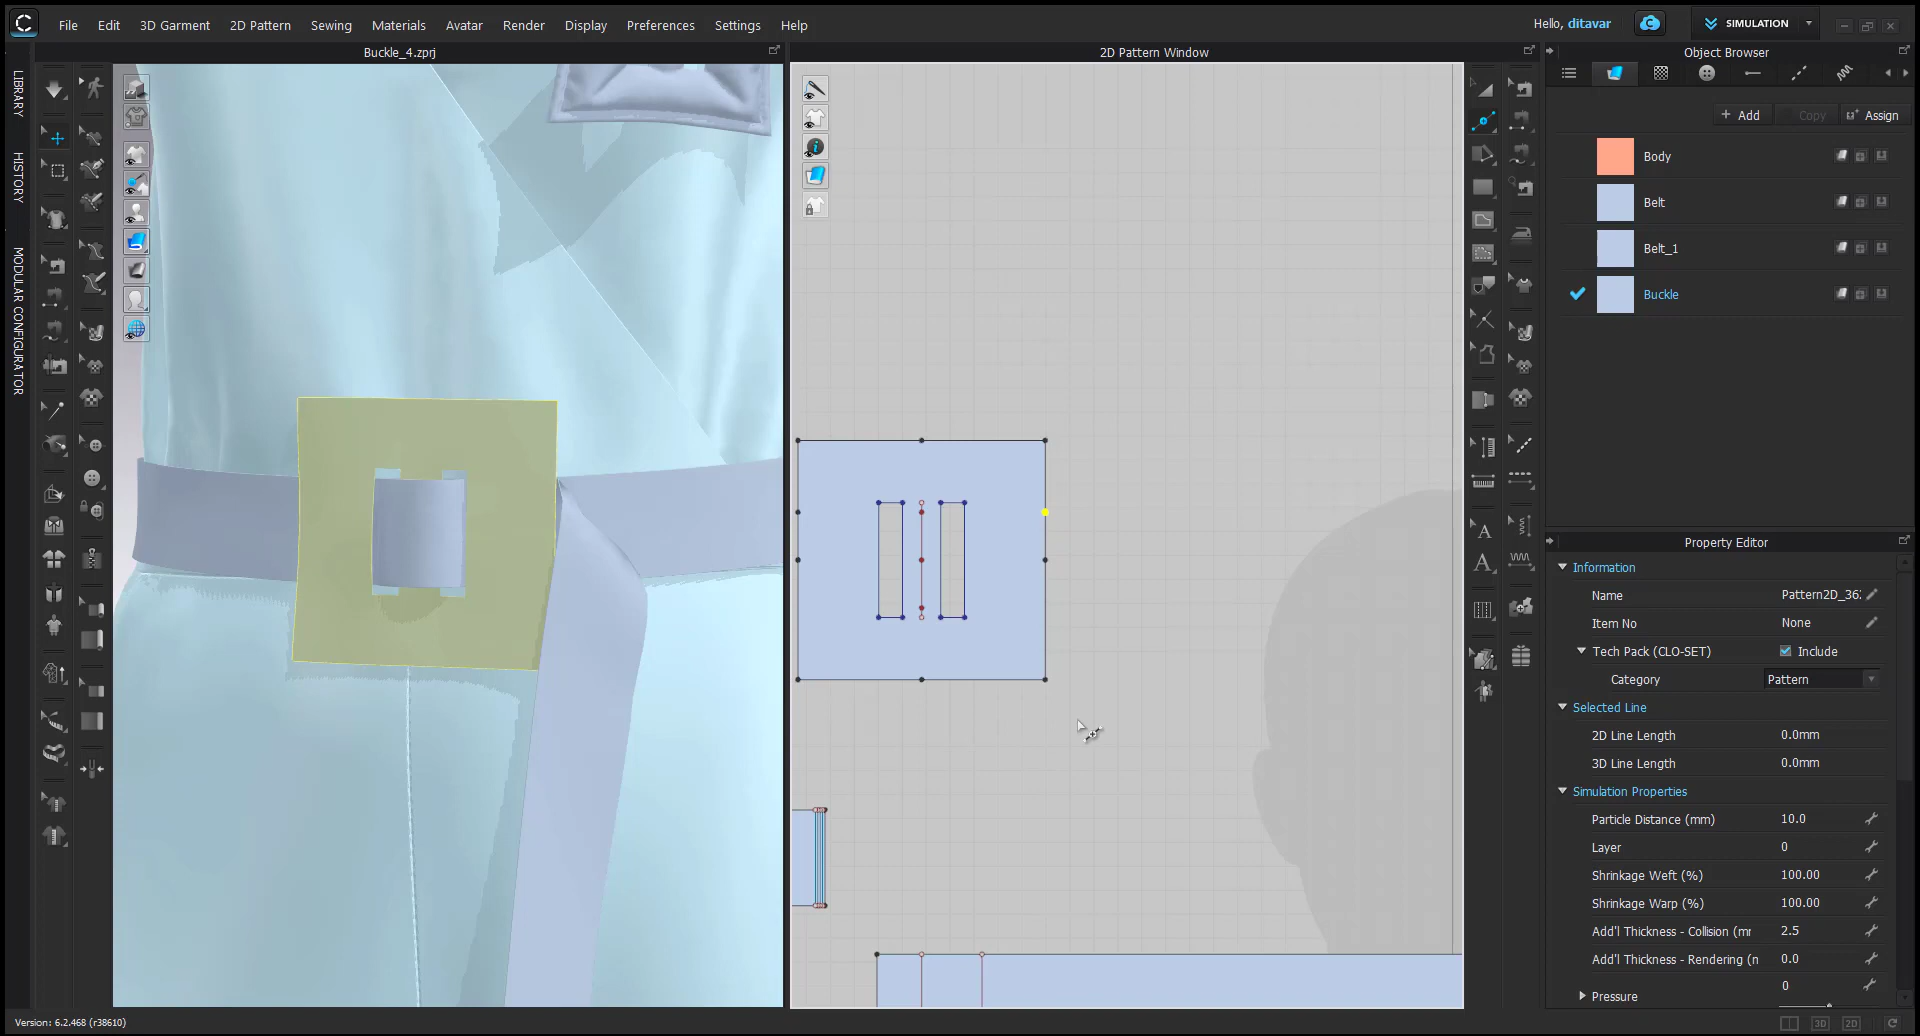 File Edit 3D Garment 2D Pattern Sewing Materials Avatar Render Display Preferences Settings Help
Hello, ditavar
SIMULATION
Buckle_4.zprj
2D Pattern Window
Object Browser
LIBRARY
HISTORY
MODULAR CONFIGURATOR
+ Add
Copy
Assign
Body
Belt
Belt_1
Buckle
Property Editor
Information
Name Pattern2D_36
Item No None
Tech Pack (CLO-SET) Include
Category Pattern
Selected Line
2D Line Length 0.0mm
3D Line Length 0.0mm
Simulation Properties
Particle Distance (mm) 10.0
Layer 0
Shrinkage Weft (%) 100.00
Shrinkage Warp (%) 100.00
Add'l Thickness - Collision (mr 2.5
Add'l Thickness - Rendering (n 0.0
Pressure 0
Version: 6.2.468 (r38610)
3D 2D